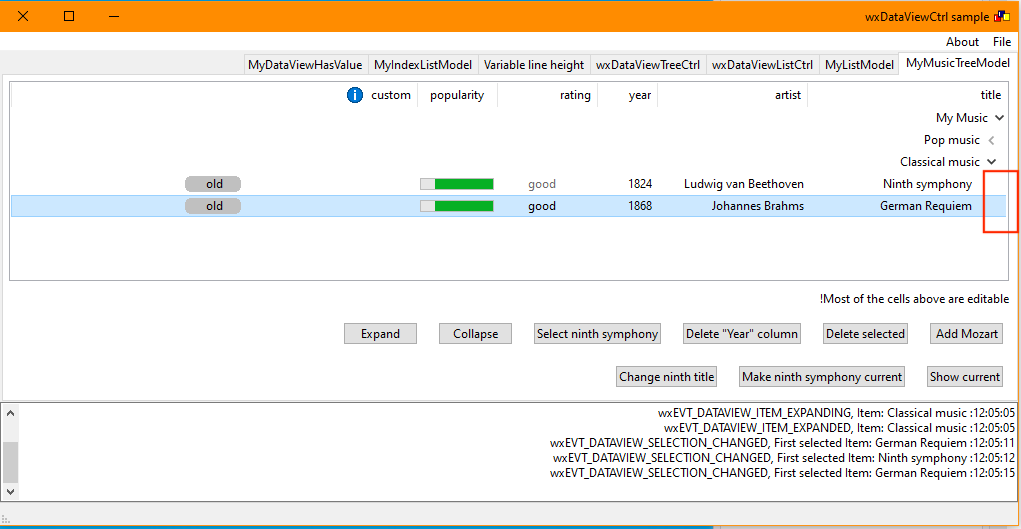 wxDataViewCtrl sample
About File
MyDataViewHasValue MyIndexListModel Variable line height wxDataViewTreeCtrl wxDataViewListCtrl MyListModel MyMusicTreeModel
custom popularity rating year artist title
My Music
Pop music
Classical music
old good 1824 Ludwig van Beethoven Ninth symphony
old good 1868 Johannes Brahms German Requiem
!Most of the cells above are editable
Expand Collapse Select ninth symphony Delete "Year" column Delete selected Add Mozart
Change ninth title Make ninth symphony current Show current
wxEVT_DATAVIEW_ITEM_EXPANDING, Item: Classical music :12:05:05
wxEVT_DATAVIEW_ITEM_EXPANDED, Item: Classical music :12:05:05
wxEVT_DATAVIEW_SELECTION_CHANGED, First selected Item: German Requiem :12:05:11
wxEVT_DATAVIEW_SELECTION_CHANGED, First selected Item: Ninth symphony :12:05:12
wxEVT_DATAVIEW_SELECTION_CHANGED, First selected Item: German Requiem :12:05:15